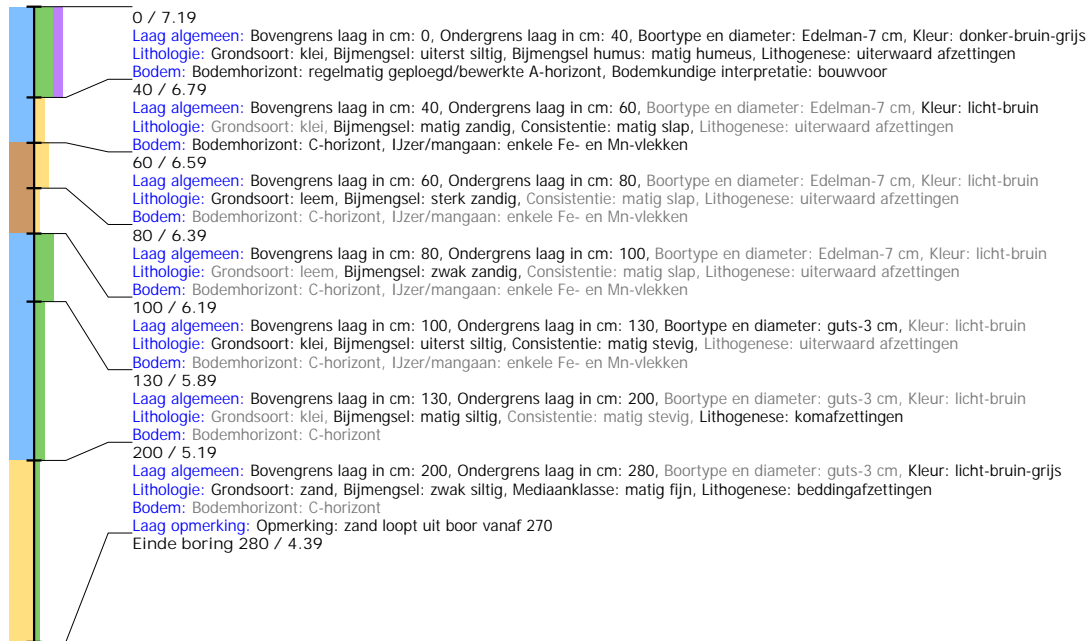 0 / 7.19
Laag algemeen: Bovengrens laag in cm: 0, Ondergrens laag in cm: 40, Boortype en diameter: Edelman-7 cm, Kleur: donker-bruin-grijs
Lithologie: Grondsoort: klei, Bijmengsel: uiterst siltig, Bijmengsel humus: matig humeus, Lithogenese: uiterwaard afzettingen
Bodem: Bodemhorizont: regelmatig geploegd/bewerkte A-horizont, Bodemkundige interpretatie: bouwvoor
40 / 6.79
Laag algemeen: Bovengrens laag in cm: 40, Ondergrens laag in cm: 60, Boortype en diameter: Edelman-7 cm, Kleur: licht-bruin
Lithologie: Grondsoort: klei, Bijmengsel: matig zandig, Consistentie: matig slap, Lithogenese: uiterwaard afzettingen
Bodem: Bodemhorizont: C-horizont, IJzer/mangaan: enkele Fe- en Mn-vlekken
60 / 6.59
Laag algemeen: Bovengrens laag in cm: 60, Ondergrens laag in cm: 80, Boortype en diameter: Edelman-7 cm, Kleur: licht-bruin
Lithologie: Grondsoort: leem, Bijmengsel: sterk zandig, Consistentie: matig slap, Lithogenese: uiterwaard afzettingen
Bodem: Bodemhorizont: C-horizont, IJzer/mangaan: enkele Fe- en Mn-vlekken
80 / 6.39
Laag algemeen: Bovengrens laag in cm: 80, Ondergrens laag in cm: 100, Boortype en diameter: Edelman-7 cm, Kleur: licht-bruin
Lithologie: Grondsoort: leem, Bijmengsel: zwak zandig, Consistentie: matig slap, Lithogenese: uiterwaard afzettingen
Bodem: Bodemhorizont: C-horizont, IJzer/mangaan: enkele Fe- en Mn-vlekken
100 / 6.19
Laag algemeen: Bovengrens laag in cm: 100, Ondergrens laag in cm: 130, Boortype en diameter: guts-3 cm, Kleur: licht-bruin
Lithologie: Grondsoort: klei, Bijmengsel: uiterst siltig, Consistentie: matig stevig, Lithogenese: uiterwaard afzettingen
Bodem: Bodemhorizont: C-horizont, IJzer/mangaan: enkele Fe- en Mn-vlekken
130 / 5.89
Laag algemeen: Bovengrens laag in cm: 130, Ondergrens laag in cm: 200, Boortype en diameter: guts-3 cm, Kleur: licht-bruin
Lithologie: Grondsoort: klei, Bijmengsel: matig siltig, Consistentie: matig stevig, Lithogenese: komafzettingen
Bodem: Bodemhorizont: C-horizont
200 / 5.19
Laag algemeen: Bovengrens laag in cm: 200, Ondergrens laag in cm: 280, Boortype en diameter: guts-3 cm, Kleur: licht-bruin-grijs
Lithologie: Grondsoort: zand, Bijmengsel: zwak siltig, Mediaanklasse: matig fijn, Lithogenese: beddingafzettingen
Bodem: Bodemhorizont: C-horizont
Laag opmerking: Opmerking: zand loopt uit boor vanaf 270
Einde boring 280 / 4.39